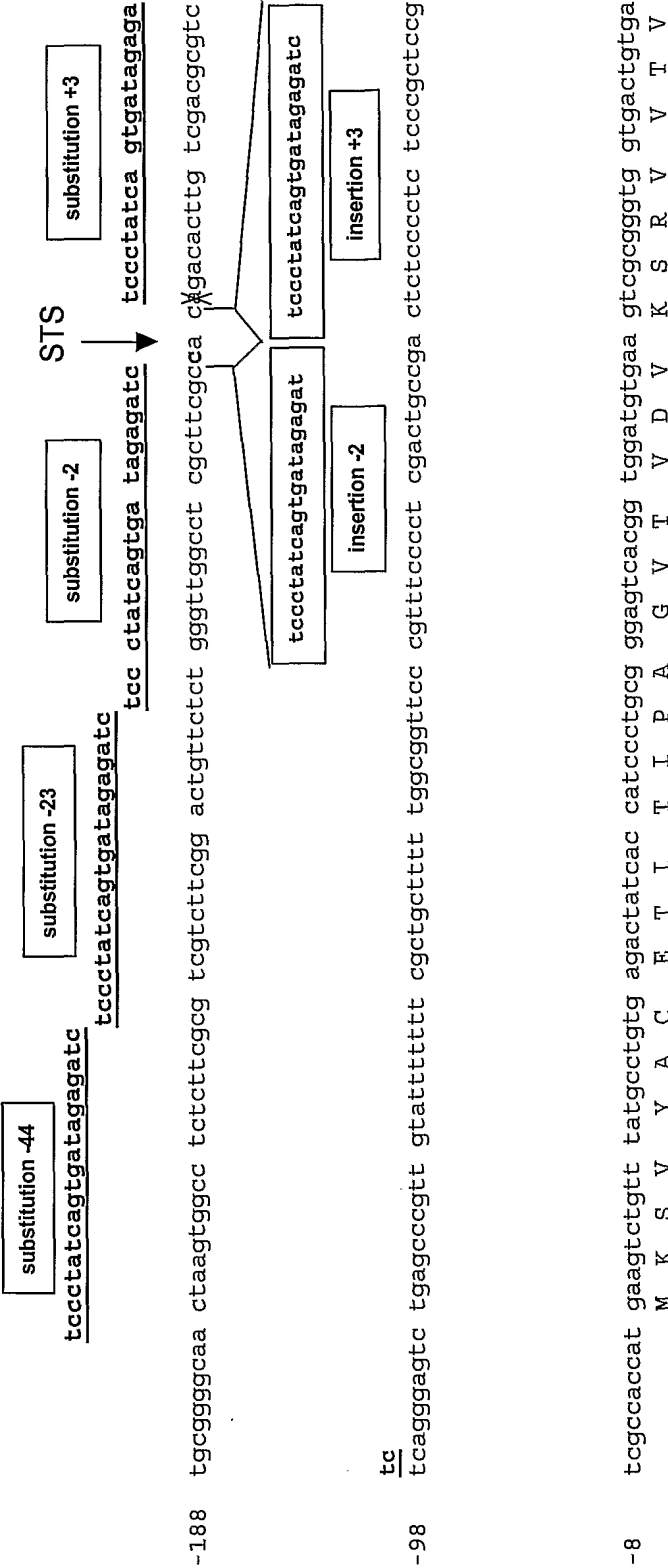 substitution -44
substitution -23
substitution -2
STS
substitution +3
tccctatcagtgatagagatc
tccctatcagtgatagagatc
tcc ctatcagtga tagagatc
tccctatca gtgatagaga
-188 tgcggggcaa ctaagtggcc tctcttcgcg tcgtcttcgg actgttctct gggttggcct cgcttcgcca cagacacttg tcgacgcgtc
tccctatcagtgatagagat
tccctatcagtgatagagatc
insertion -2
insertion +3
tc
-98 tcagggagtc tgagcccgtt gtattttttt cgctgctttt tggcggttcc cgtttcccct cgactgccga ctctcccctc tcccgctccg
-8 tcgccaccat gaagtctgtt tatgcctgtg agactatcac catccctgcg ggagtcacgg tggatgtgaa gtcgcgggtg gtgactgtga
M K S V Y A C E T I T I P A G V T V D V K S R V V T V